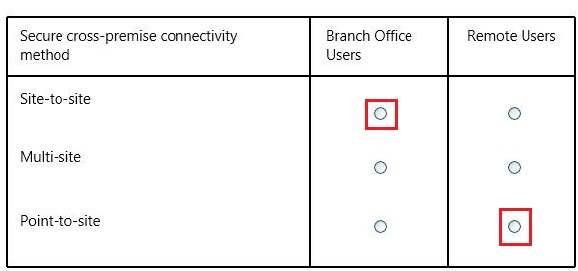 Secure cross-premise connectivity
method
Branch Office
Users
Remote Users
Site-to-site
Multi-site
Point-to-site